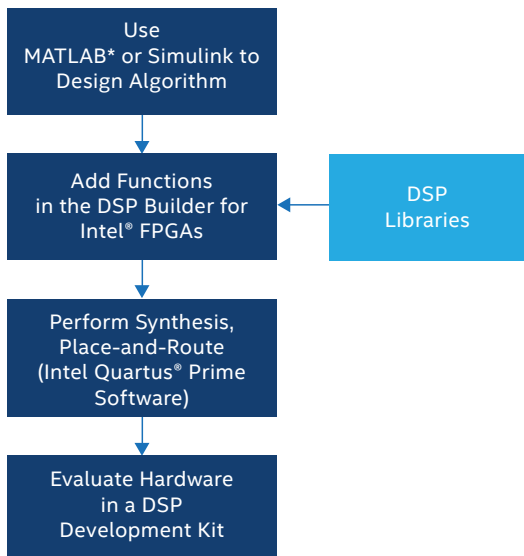 Use
MATLAB* or Simulink to
Design Algorithm
Add Functions
in the DSP Builder for
Intel® FPGAs
DSP
Libraries
Perform Synthesis,
Place-and-Route
(Intel Quartus® Prime
Software)
Evaluate Hardware
in a DSP
Development Kit